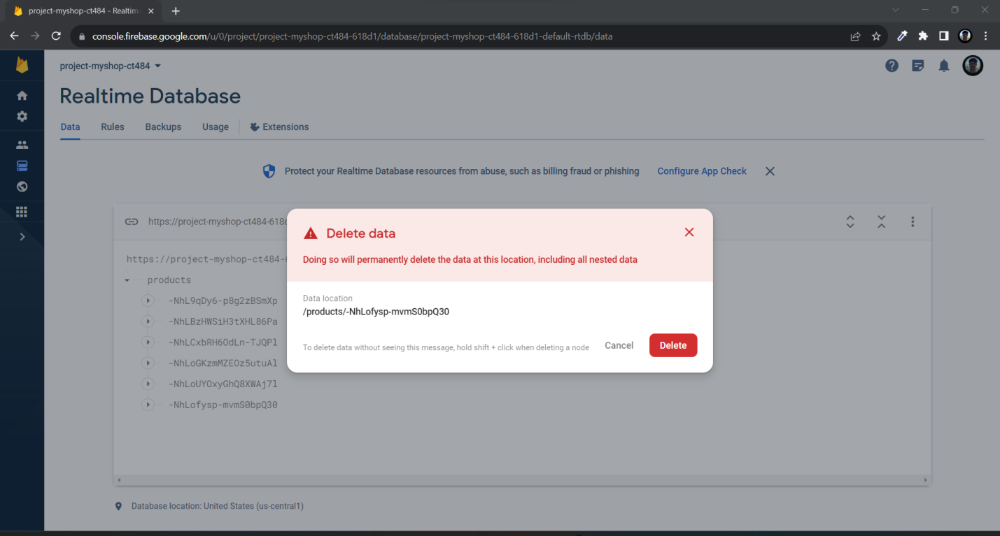 project-myshop-ct484 - Realtime
console.firebase.google.com/u/0/project/project-myshop-ct484-618d1/database/project-myshop-ct484-618d1-default-rtdb/data
project-myshop-ct484
Realtime Database
Data Rules Backups Usage Extensions
Protect your Realtime Database resources from abuse, such as billing fraud or phishing Configure App Check
https://project-myshop-ct484-618d
https://project-myshop-ct484-
products
-NhL9qDy6-p8g2zBSmXp
-NhLBzHWSiH3tXHL86Pa
-NhLCxbRH6OdLn-TJQPl
-NhLoGKzmMZEOz5utuAl
-NhLoUYOxyGhQ8XWAj7l
-NhLofysp-mvmS0bpQ30
Delete data
Doing so will permanently delete the data at this location, including all nested data
Data location
/products/-NhLofysp-mvmS0bpQ30
To delete data without seeing this message, hold shift + click when deleting a node Cancel Delete
Database location: United States (us-central1)